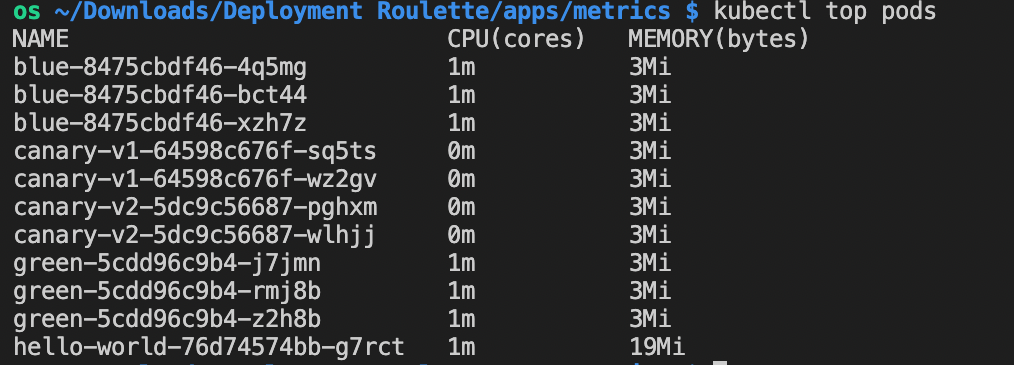 os ~/Downloads/Deployment Roulette/apps/metrics $ kubectl top pods
NAME CPU(cores) MEMORY(bytes)
blue-8475cbdf46-4q5mg 1m 3Mi
blue-8475cbdf46-bct44 1m 3Mi
blue-8475cbdf46-xzh7z 1m 3Mi
canary-v1-64598c676f-sq5ts 0m 3Mi
canary-v1-64598c676f-wz2gv 0m 3Mi
canary-v2-5dc9c56687-pghxm 0m 3Mi
canary-v2-5dc9c56687-wlhjj 0m 3Mi
green-5cdd96c9b4-j7jmn 1m 3Mi
green-5cdd96c9b4-rmj8b 1m 3Mi
green-5cdd96c9b4-z2h8b 1m 3Mi
hello-world-76d74574bb-g7rct 1m 19Mi